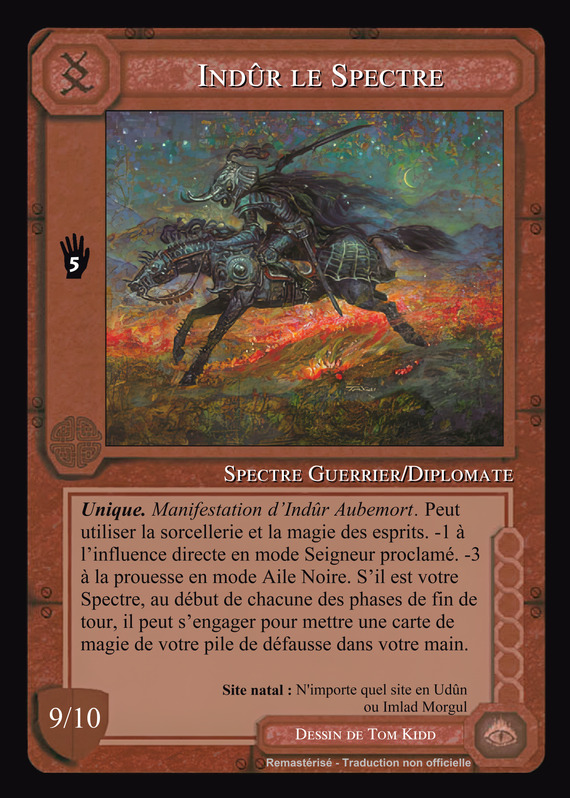 Indûr le Spectre
5
Spectre Guerrier/Diplomate
Unique. Manifestation d'Indûr Aubemort. Peut
utiliser la sorcellerie et la magie des esprits. -1 à
l'influence directe en mode Seigneur proclamé. -3
à la prouesse en mode Aile Noire. S'il est votre
Spectre, au début de chacune des phases de fin de
tour, il peut s'engager pour mettre une carte de
magie de votre pile de défausse dans votre main.
Site natal : N'importe quel site en Udûn
ou Imlad Morgul
9/10
Dessin de Tom Kidd
Remastérisé - Traduction non officielle